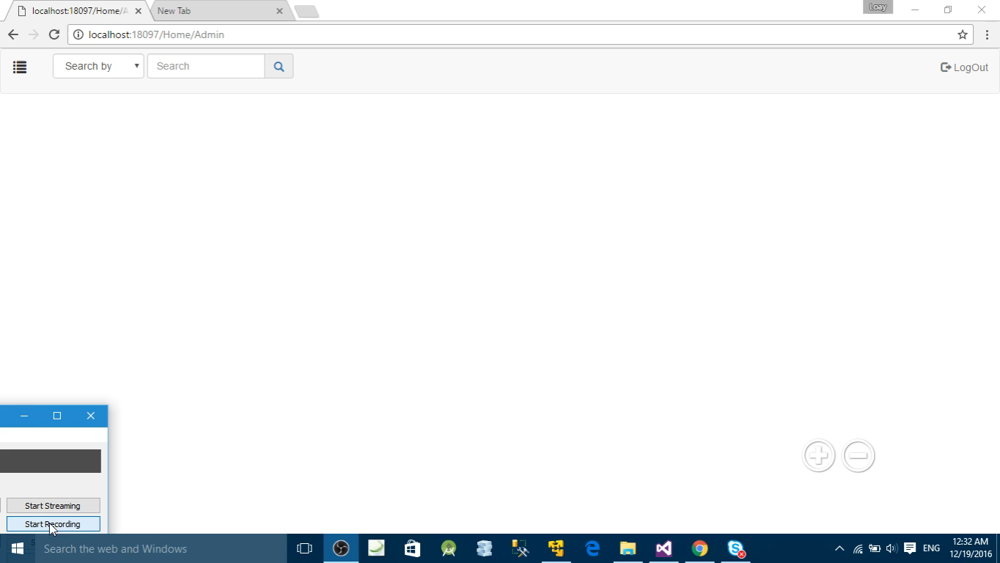 localhost:18097/Home/A
New Tab
Loay
localhost:18097/Home/Admin
Search by
Search
LogOut
Start Streaming
Start Recording
Search the web and Windows
ENG
12:32 AM
12/19/2016